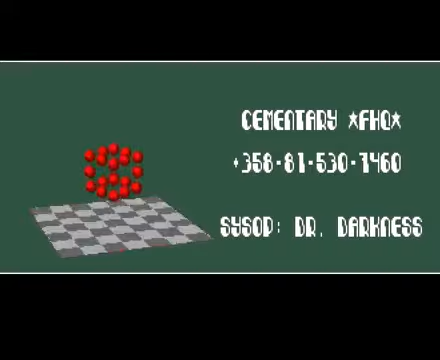 CEMENTARY ★FHQ★
+358-81-530-7460
SYSOP: DR. DARKNESS